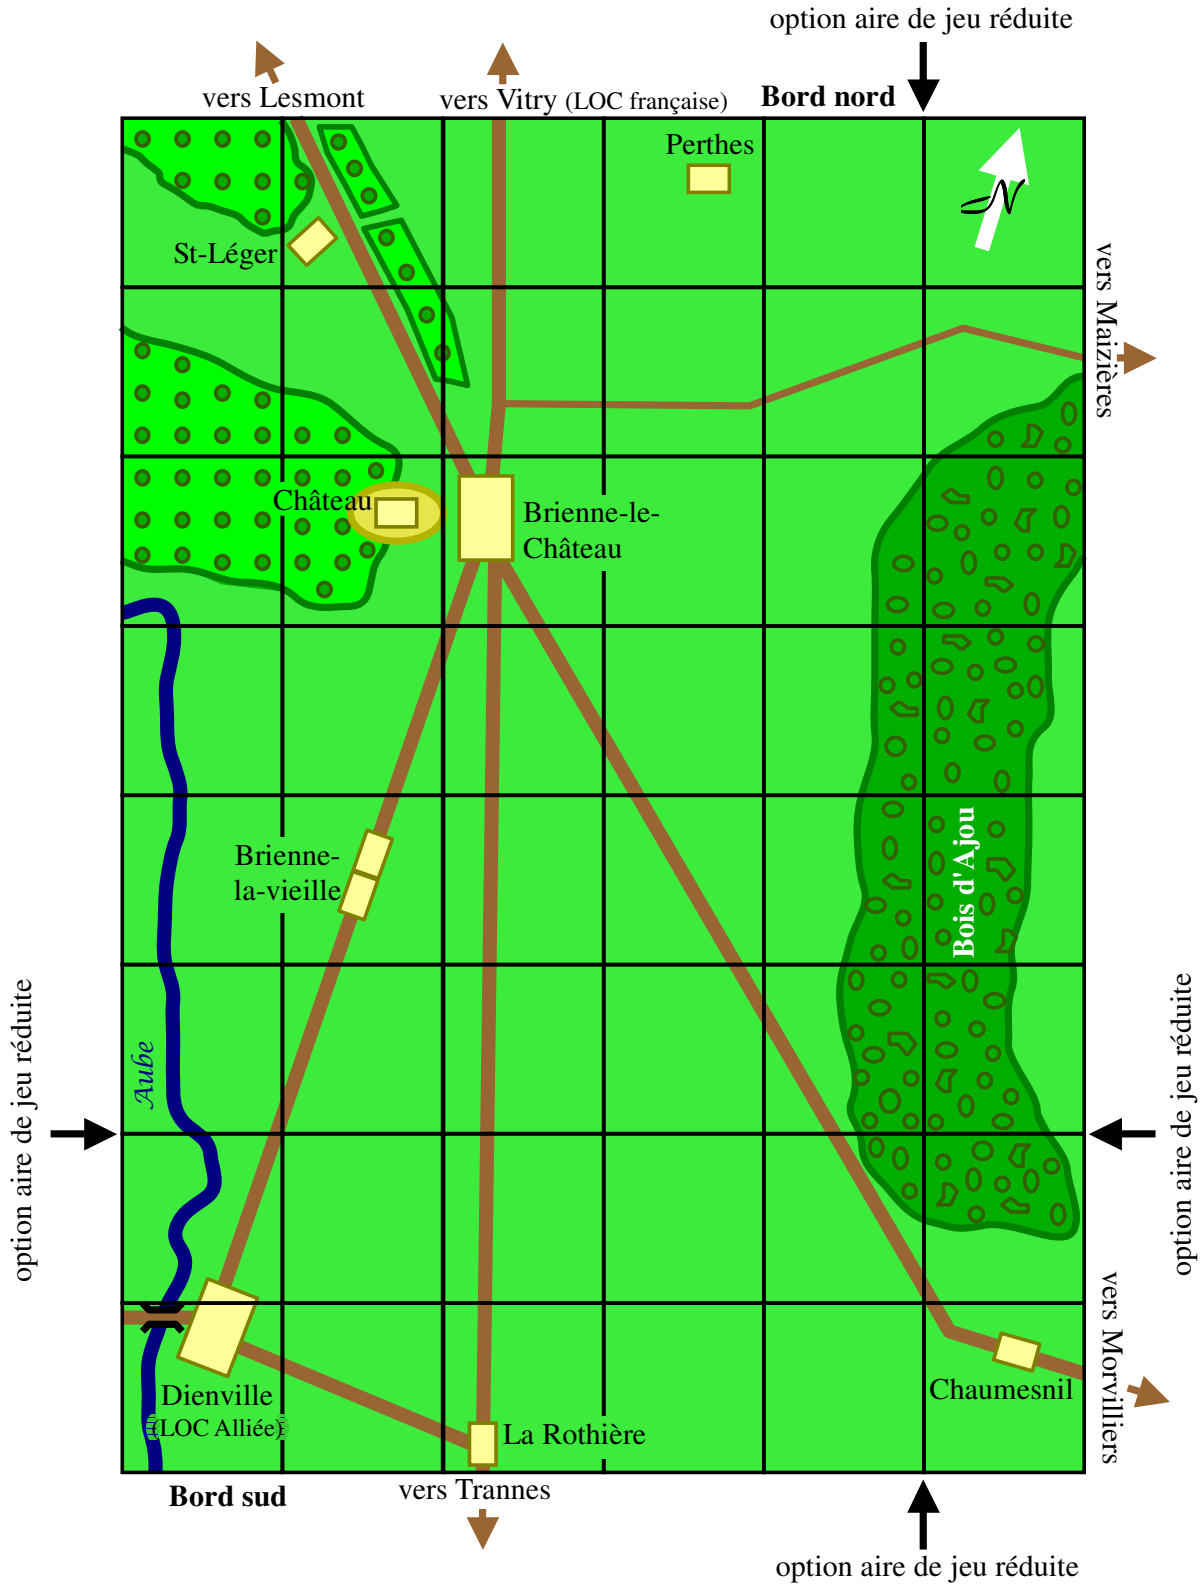 option aire de jeu réduite
vers Lesmont
vers Vitry (LOC française)
Bord nord
Perthes
N
St-Léger
vers Maizières
Château
Brienne-le-
Château
Brienne-
la-vieille
Bois d'Ajou
option aire de jeu réduite
Aube
option aire de jeu réduite
vers Morvilliers
Dienville
(LOC Alliée)
Chaumesnil
La Rothière
Bord sud
vers Trannes
option aire de jeu réduite